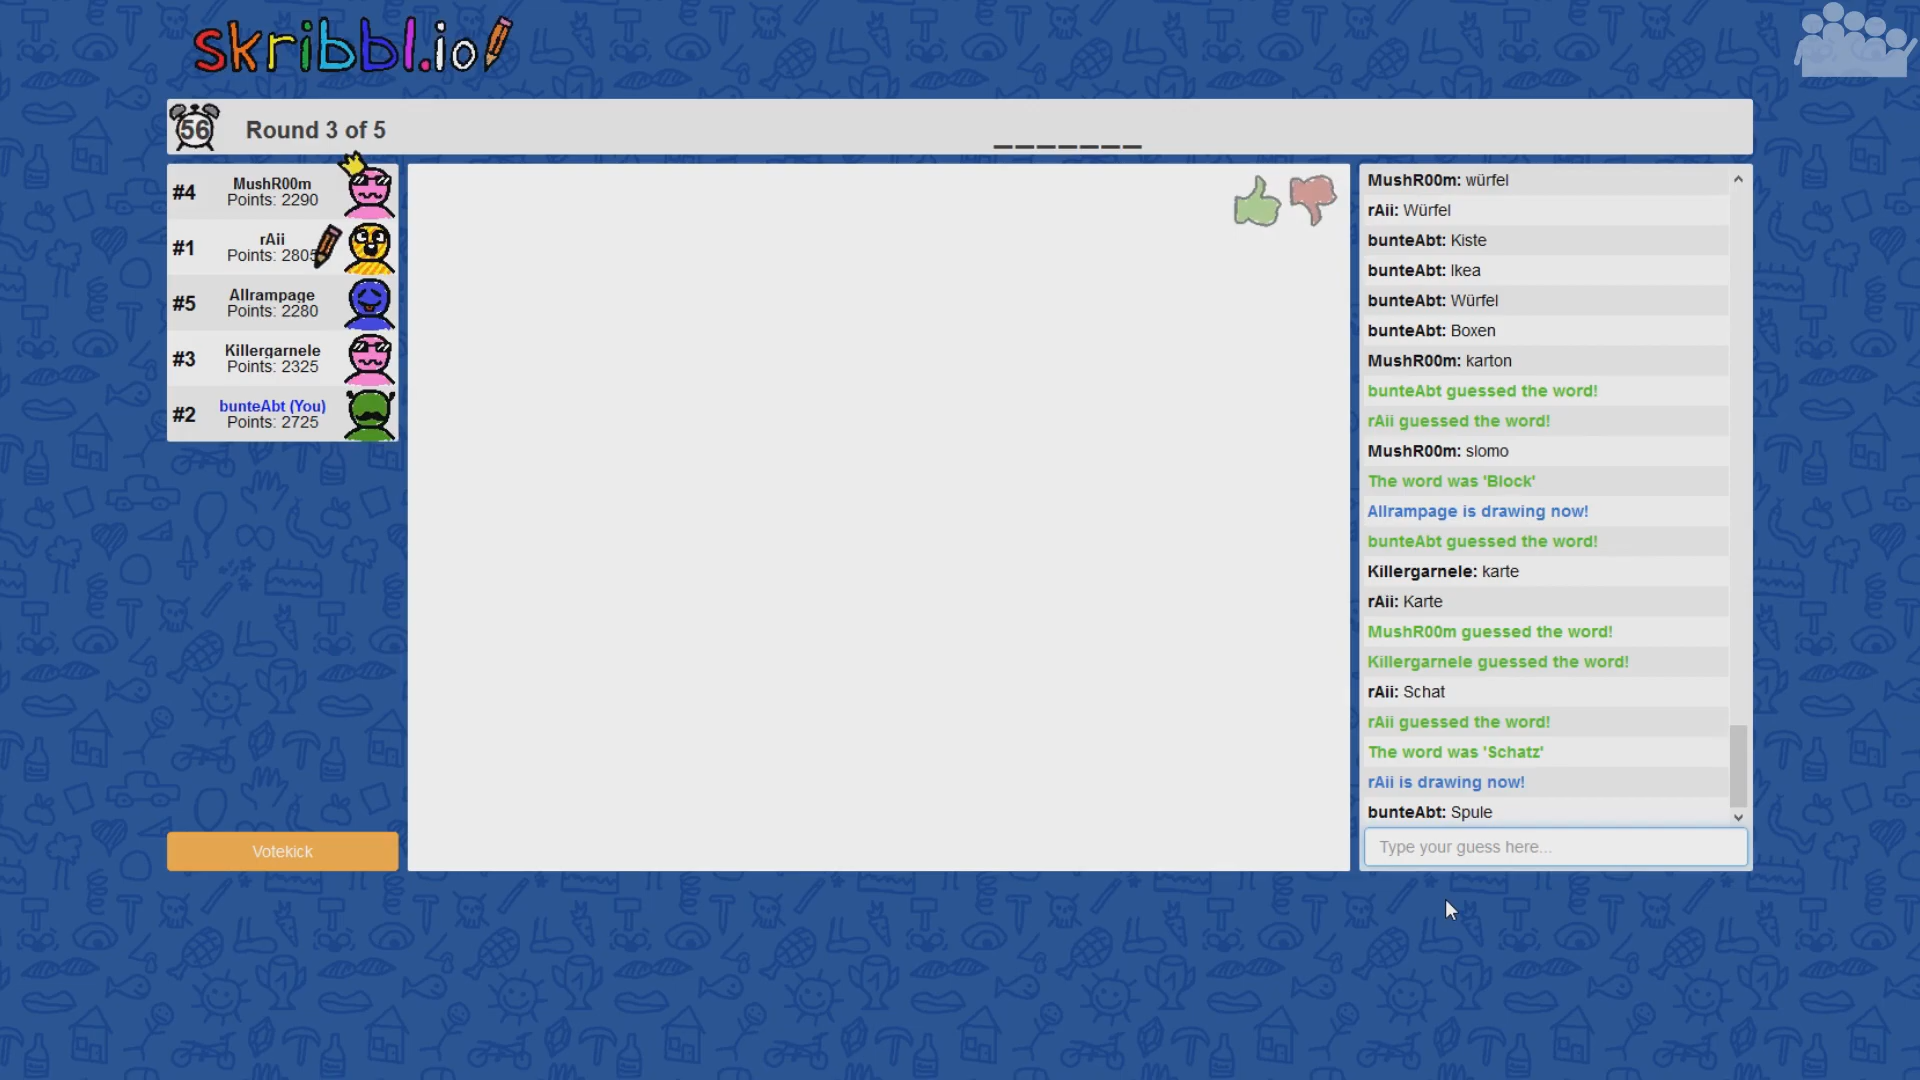 skribbl.io
56
Round 3 of 5
_______
#4
MushR00m
Points: 2290
#1
rAii
Points: 2805
#5
Allrampage
Points: 2280
#3
Killergarnele
Points: 2325
#2
bunteAbt (You)
Points: 2725
Votekick
MushR00m: würfel
rAii: Würfel
bunteAbt: Kiste
bunteAbt: Ikea
bunteAbt: Würfel
bunteAbt: Boxen
MushR00m: karton
bunteAbt guessed the word!
rAii guessed the word!
MushR00m: slomo
The word was 'Block'
Allrampage is drawing now!
bunteAbt guessed the word!
Killergarnele: karte
rAii: Karte
MushR00m guessed the word!
Killergarnele guessed the word!
rAii: Schat
rAii guessed the word!
The word was 'Schatz'
rAii is drawing now!
bunteAbt: Spule
Type your guess here...